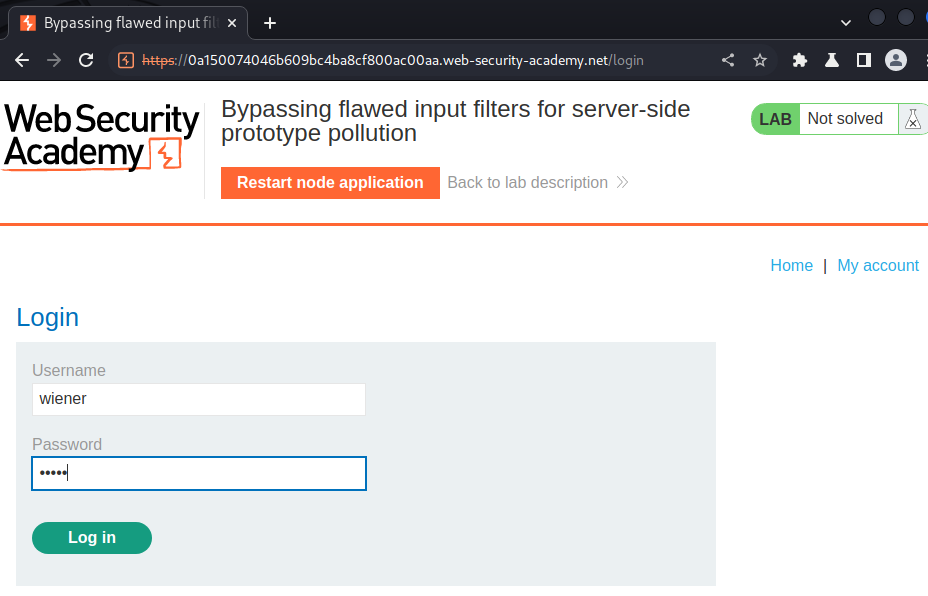 Bypassing flawed input fil
https://0a150074046b609bc4ba8cf800ac00aa.web-security-academy.net/login
Web Security
Academy
Bypassing flawed input filters for server-side
prototype pollution
LAB Not solved
Restart node application Back to lab description
Home | My account
Login
Username
wiener
Password
•••••
Log in